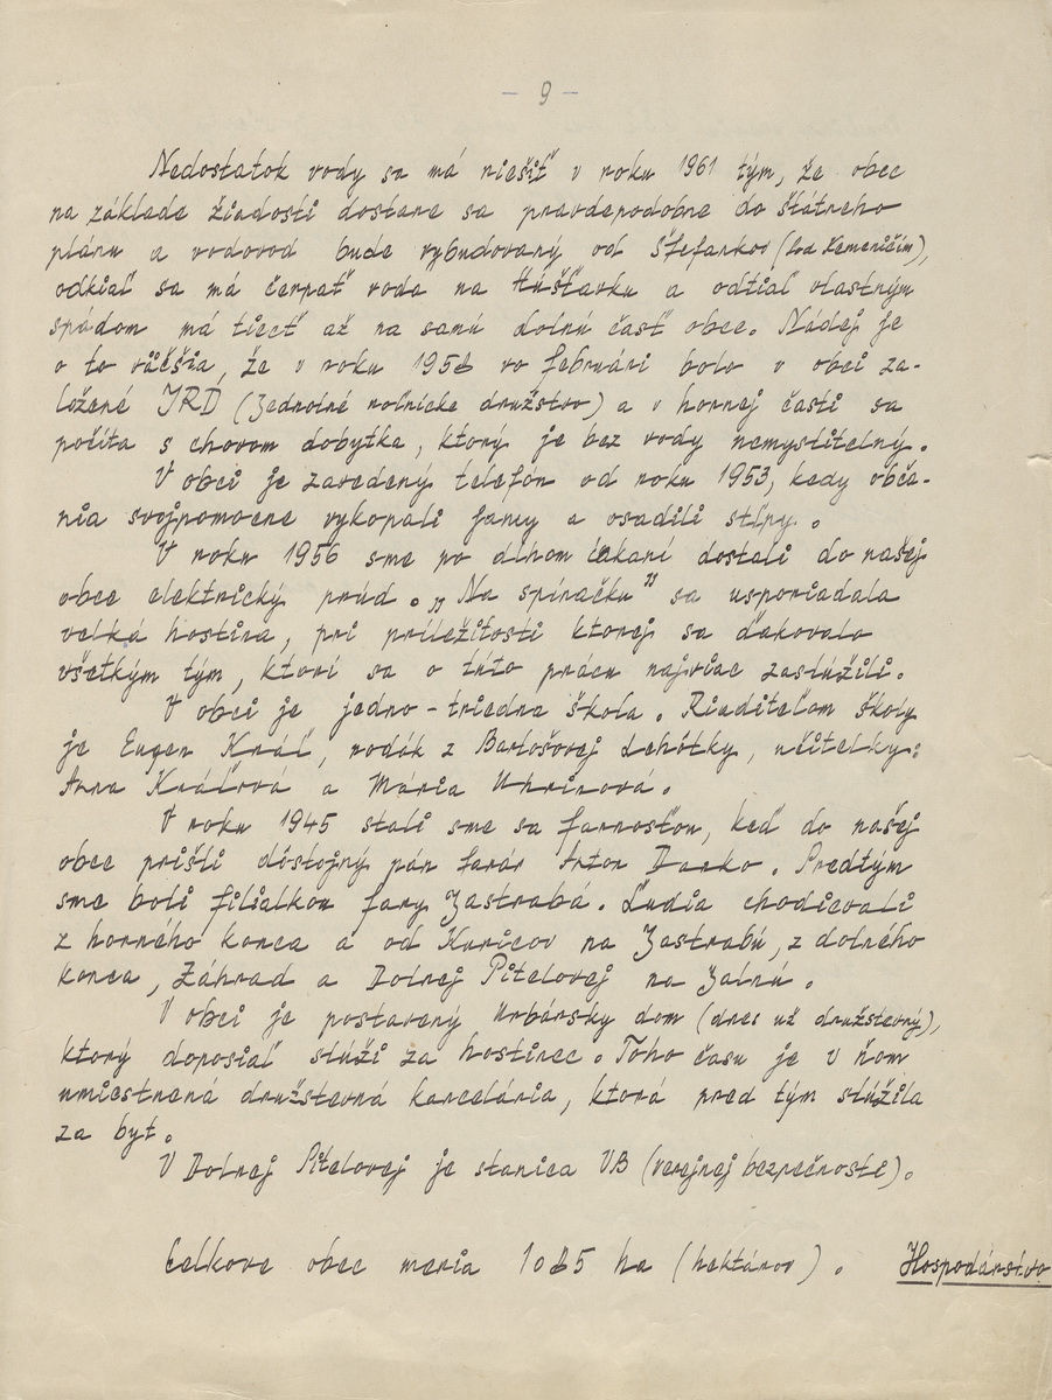 - 9 -
Nedostatok vody sa má riešiť v roku 1961 tým, že obec
na základe žiadosti dostane sa pravdepodobne do štátneho
plánu a vodovod bude vybudovaný od Štefankov
odkiaľ sa má čerpať voda na Húšťavku a odtiaľ vlastným
spádom má tiecť až na samú dolnú časť obce. Nádej je
o to väčšia, že v roku 1958 vo februári bolo v obci za-
ložené JRD (Jednotné roľnícke družstvo) a v hornej časti sa
počíta s chovom dobytka, ktorý je bez vody nemysliteľný.
V obci je zavedený telefón od roku 1953, kedy obča-
nia svojpomocne vykopali jamy a osadili stĺpy.
V roku 1956 sme po dlhom čakaní dostali do našej
obce elektrický prúd. „Na spíračku" sa usporiadala
veľká hostina, pri príležitosti ktorej sa ďakovalo
všetkým tým, ktorí sa o túto prácu najviac zaslúžili.
V obci je jedno-triedna škola. Riaditeľom školy
je Eugen Kráľ, rodák z Bartošovej Lehôtky, učiteľky:
Anna Kráľová a Mária Uhrinová.
V roku 1945 stali sme sa farnosťou, keď do našej
obce prišli dôstojný pán farár Anton Danko. Predtým
sme boli filiálkou fary Jastrabá. Ľudia chodievali
z horného konca a od Kuricov na Jastrabú, z dolného
konca, Záhrad a Dolnej Pitelovej na Jalnú.
V obci je postavený Urbársky dom (dnes už družstevný),
ktorý doposiaľ slúži za hostinec. Toho času je v ňom
umiestnená družstevná kancelária, ktorá pred tým slúžila
za byt.
V Dolnej Pitelovej je stanica VB (verejnej bezpečnosti).
Celkove obec meria 1085 ha (hektárov). Hospodárstvo